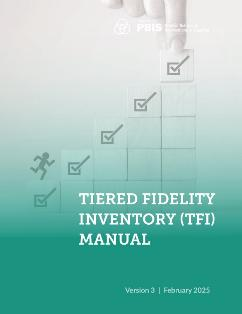 PBIS
TIERED FIDELITY
INVENTORY (TFI)
MANUAL
Version 3 | February 2025